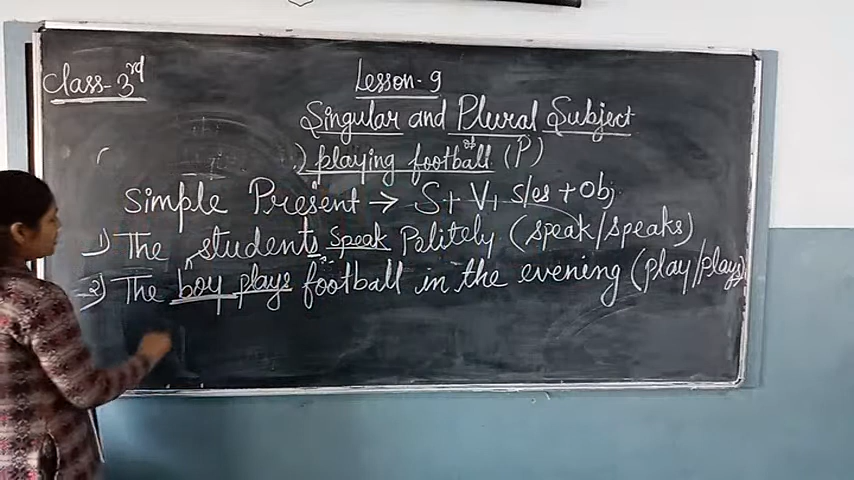 Class-3rd
Lesson-9
Singular and Plural Subject
) playing football (P)
Simple Present → S + V1 s/es + Obj
1) The students speak Politely (speak/speaks)
2) The boy plays football in the evening (play/plays)